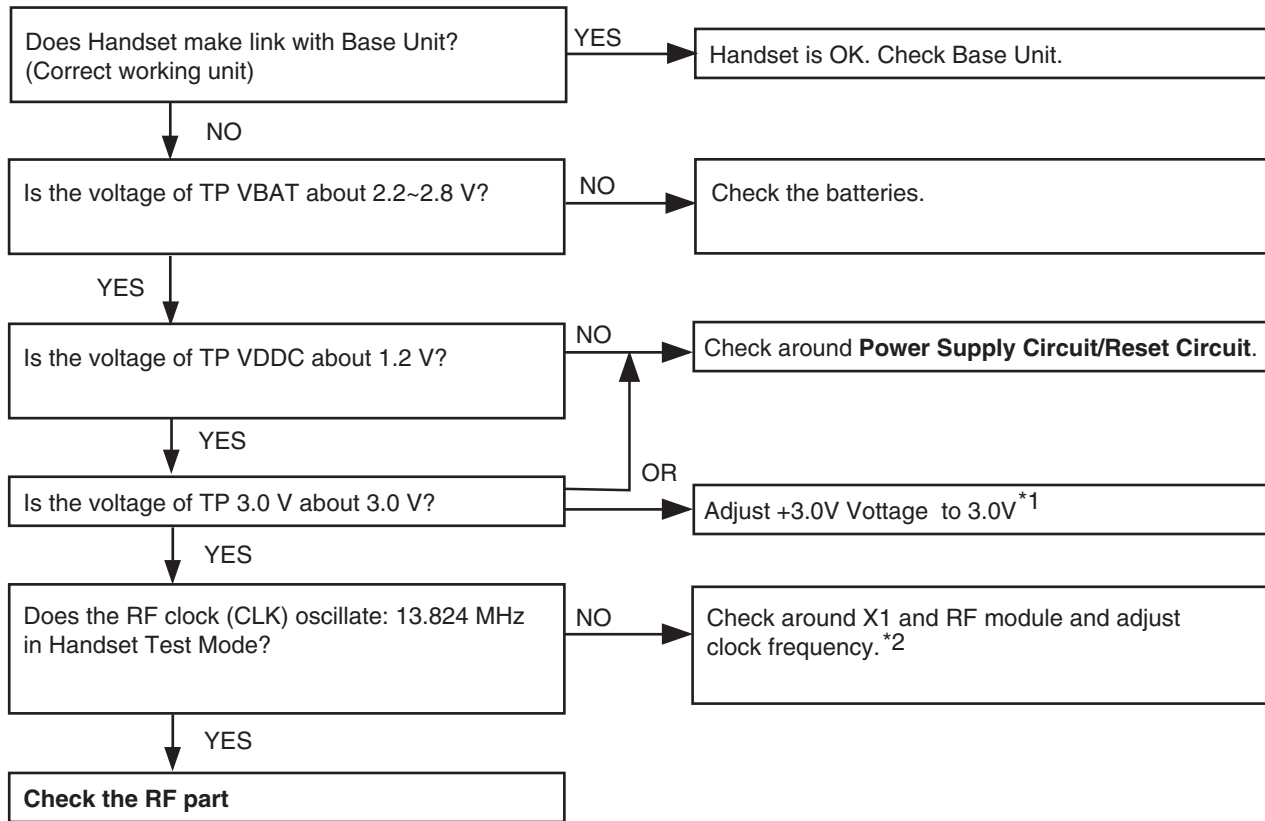 Does Handset make link with Base Unit?
(Correct working unit)
YES
Handset is OK. Check Base Unit.
NO
Is the voltage of TP VBAT about 2.2~2.8 V?
NO
Check the batteries.
YES
Is the voltage of TP VDDC about 1.2 V?
NO
Check around Power Supply Circuit/Reset Circuit.
YES
OR
Is the voltage of TP 3.0 V about 3.0 V?
Adjust +3.0V Vottage  to 3.0V*1
YES
Does the RF clock (CLK) oscillate: 13.824 MHz
in Handset Test Mode?
NO
Check around X1 and RF module and adjust
clock frequency.*2
YES
Check the RF part